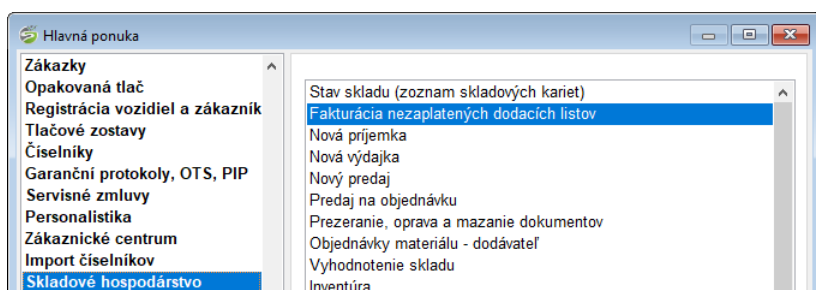 Hlavná ponuka
Zákazky
Opakovaná tlač
Registrácia vozidiel a zákazník
Tlačové zostavy
Číselníky
Garanční protokoly, OTS, PIP
Servisné zmluvy
Personalistika
Zákaznické centrum
Import číselníkov
Skladové hospodárstvo
Stav skladu (zoznam skladových kariet)
Fakturácia nezaplatených dodacích listov
Nová príjemka
Nová výdajka
Nový predaj
Predaj na objednávku
Prezeranie, oprava a mazanie dokumentov
Objednávky materiálu - dodávateľ
Vyhodnotenie skladu
Inventúra